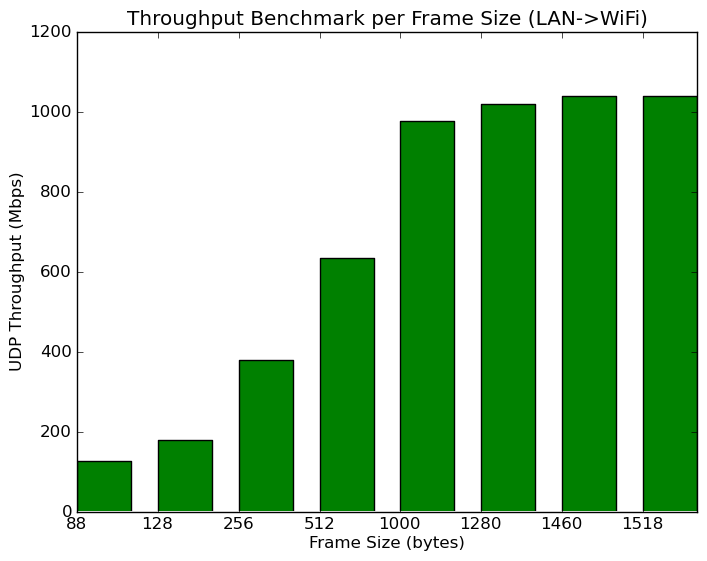 Throughput Benchmark per Frame Size (LAN->WiFi)
1200
1000
800
600
400
200
0
UDP Throughput (Mbps)
88 128 256 512 1000 1280 1460 1518
Frame Size (bytes)